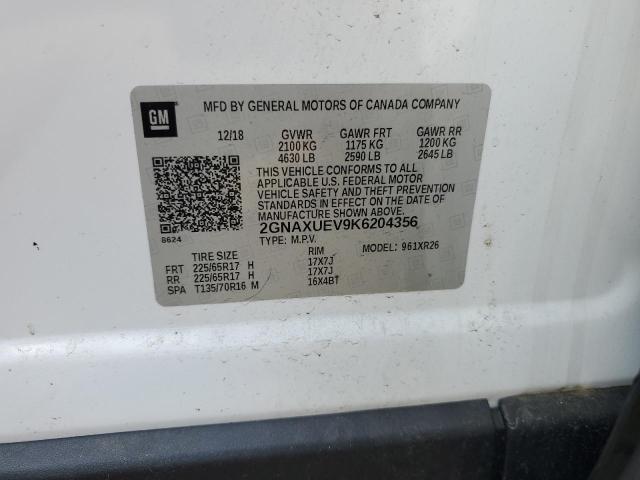 GM
MFD BY GENERAL MOTORS OF CANADA COMPANY
12/18 GVWR GAWR FRT GAWR RR
2100 KG 1175 KG 1200 KG
4630 LB 2590 LB 2645 LB
THIS VEHICLE CONFORMS TO ALL
APPLICABLE U.S. FEDERAL MOTOR
VEHICLE SAFETY AND THEFT PREVENTION
STANDARDS IN EFFECT ON THE DATE OF
MANUFACTURE SHOWN ABOVE.
2GNAXUEV9K6204356
8624 TYPE: M.P.V. MODEL: 961XR26
TIRE SIZE RIM
FRT 225/65R17 H 17X7J
RR 225/65R17 H 17X7J
SPA T135/70R16 M 16X4BT